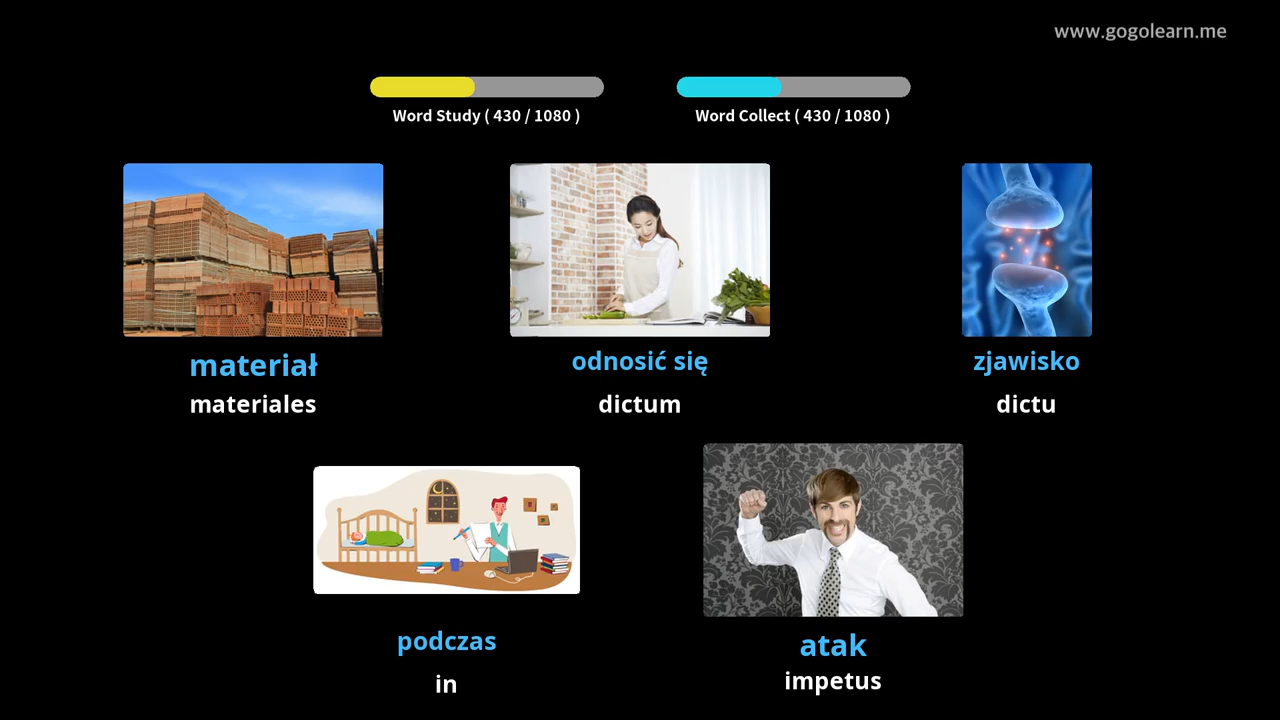 www.gogolearn.me
Word Study ( 430 / 1080 )
Word Collect ( 430 / 1080 )
materiał
materiales
odnosić się
dictum
zjawisko
dictu
podczas
in
atak
impetus